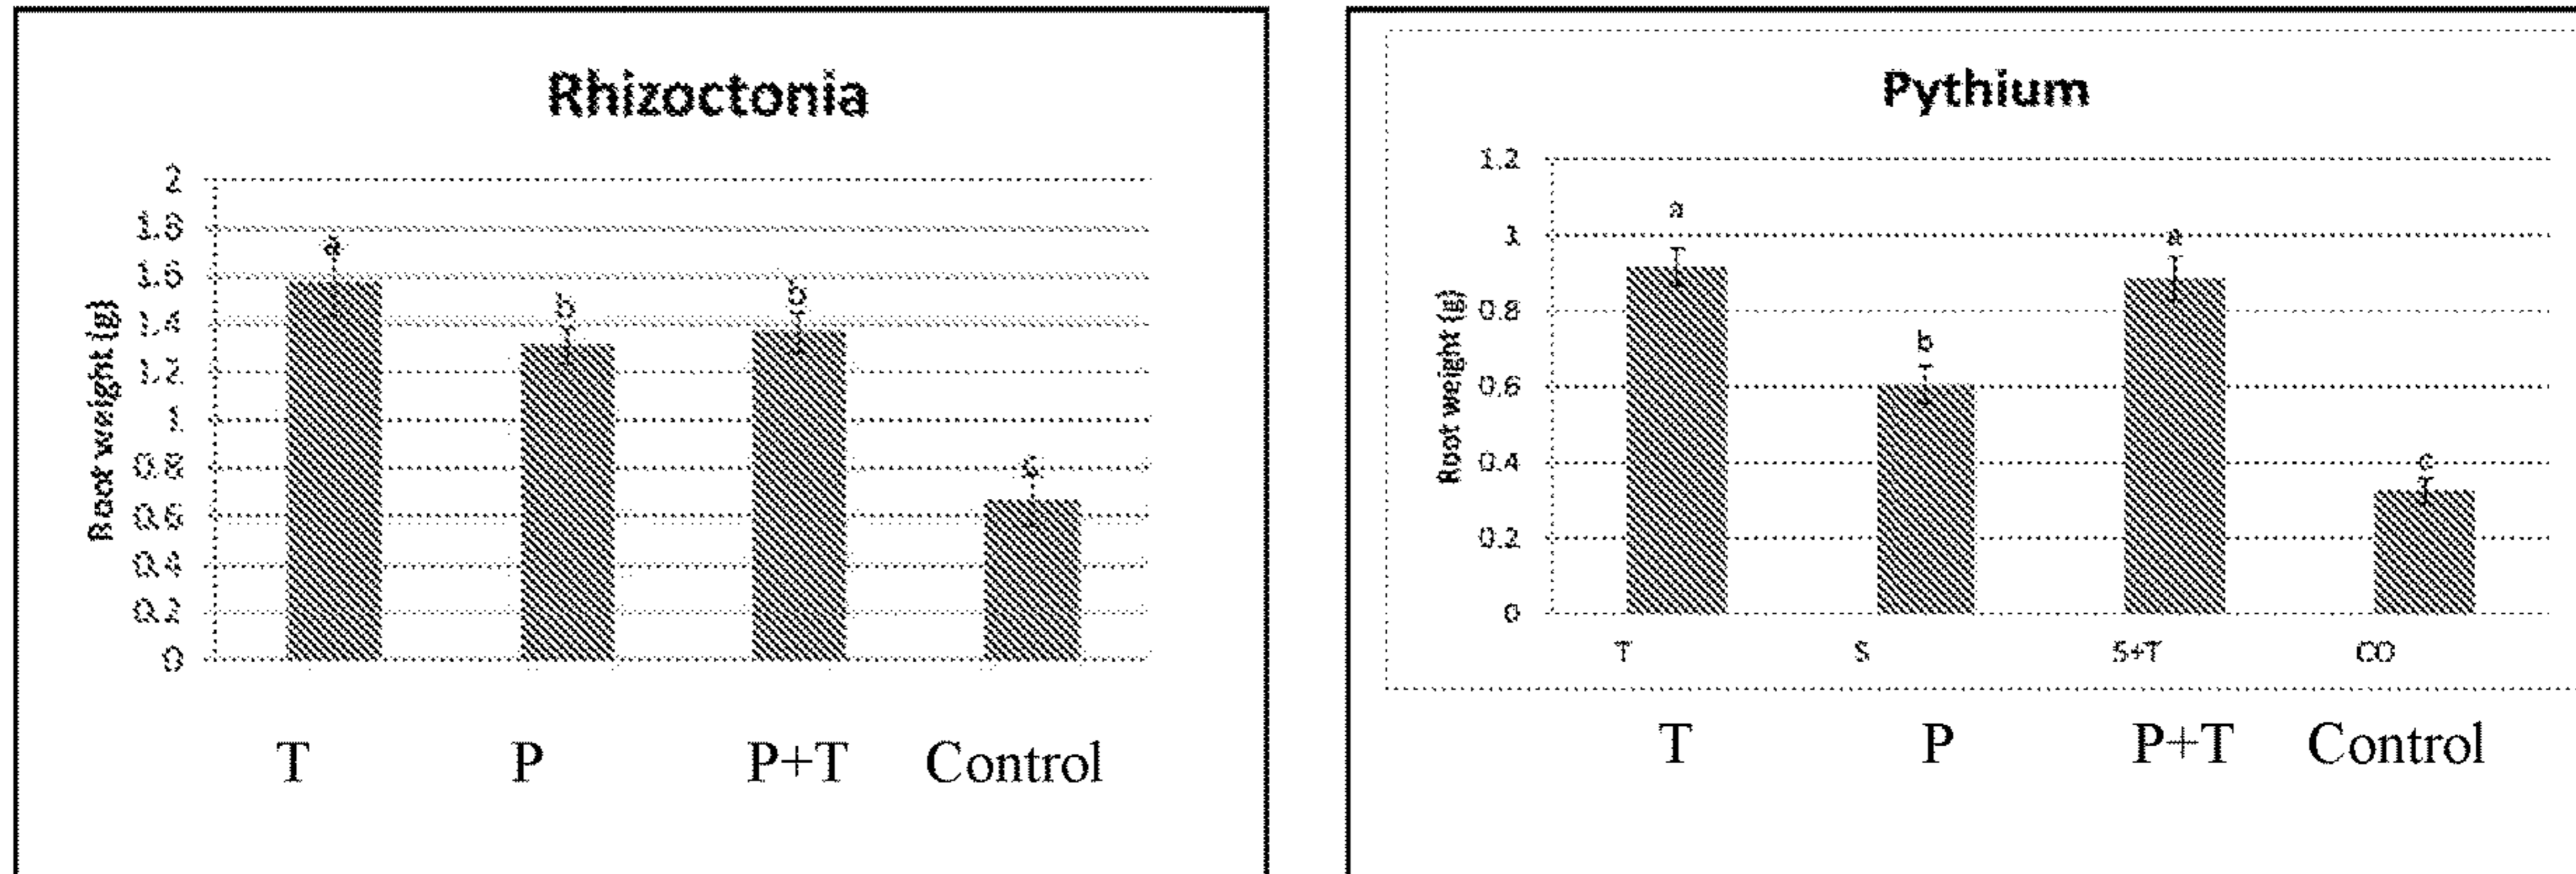 Rhizoctonia
Root weight (g)
2
1.8
1.6
1.4
1.2
1
0.8
0.6
0.4
0.2
0
a
b
b
c
T P P+T Control
Pythium
Root weight (g)
1.2
1
0.8
0.6
0.4
0.2
0
a
b
a
c
T S S+T CO
T P P+T Control